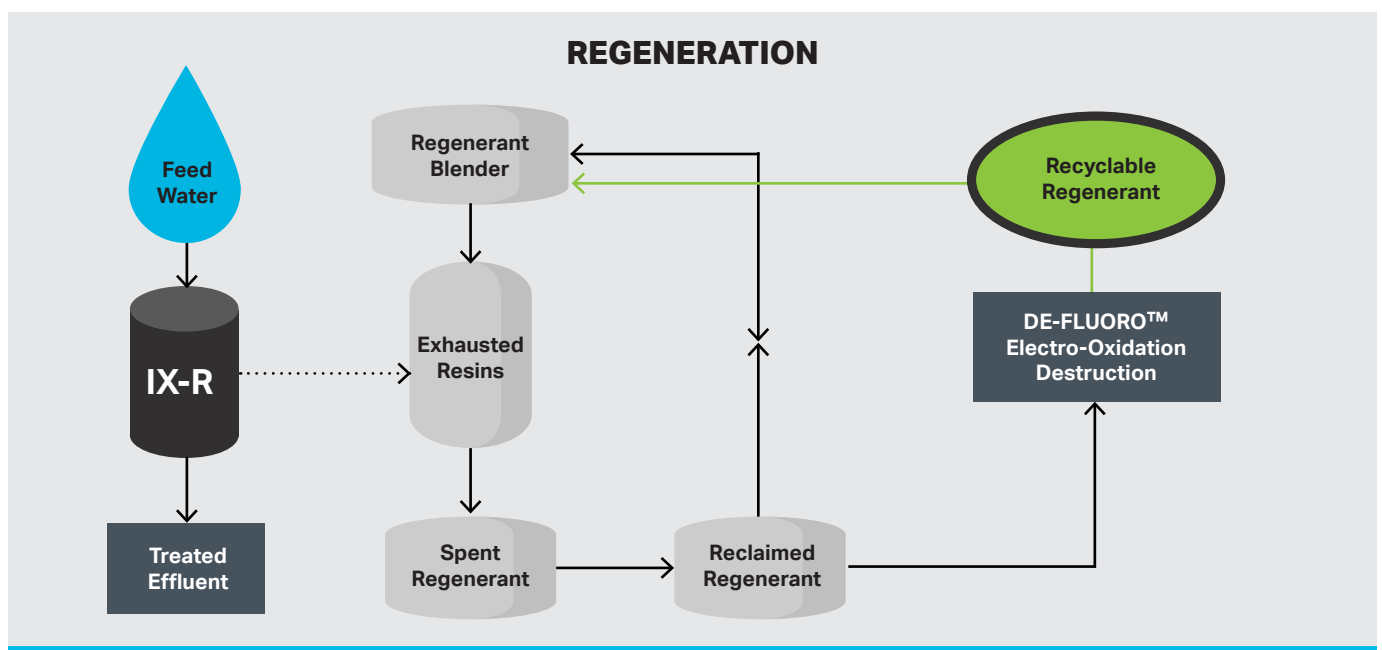 REGENERATION
Feed
Water
IX-R
Treated
Effluent
Regenerant
Blender
Exhausted
Resins
Spent
Regenerant
Reclaimed
Regenerant
Recyclable
Regenerant
DE-FLUORO™
Electro-Oxidation
Destruction